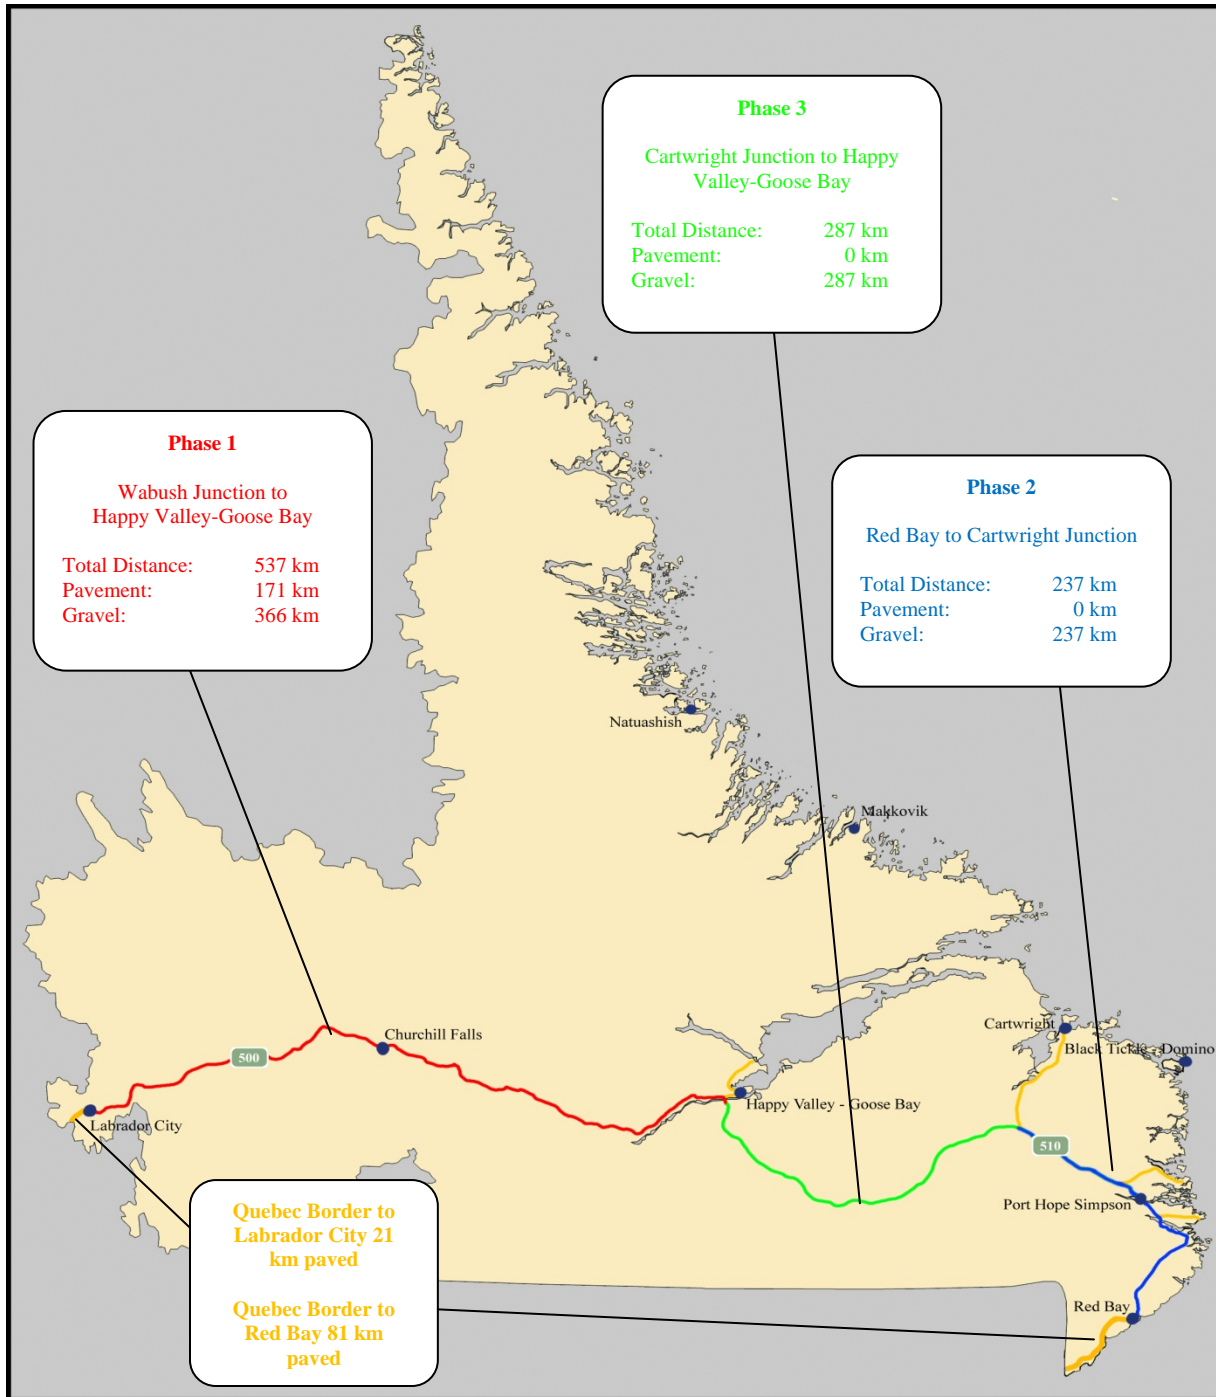 Phase 3
Cartwright Junction to Happy
Valley-Goose Bay
Total Distance: 287 km
Pavement: 0 km
Gravel: 287 km
Phase 1
Wabush Junction to
Happy Valley-Goose Bay
Total Distance: 537 km
Pavement: 171 km
Gravel: 366 km
Phase 2
Red Bay to Cartwright Junction
Total Distance: 237 km
Pavement: 0 km
Gravel: 237 km
Natuashish
Makkovik
Cartwright
Churchill Falls
Black Tickle - Domino
500
Happy Valley - Goose Bay
Labrador City
510
Port Hope Simpson
Quebec Border to
Labrador City 21
km paved
Quebec Border to
Red Bay 81 km
paved
Red Bay